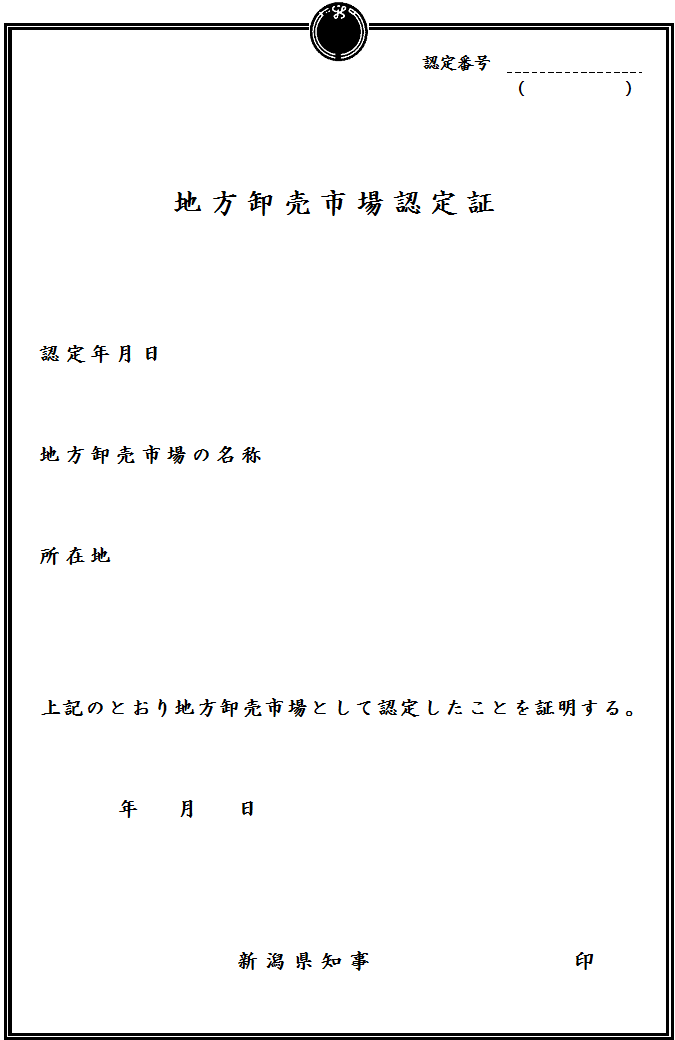 認定番号
(　　　　　)
地方卸売市場認定証
認定年月日
地方卸売市場の名称
所在地
上記のとおり地方卸売市場として認定したことを証明する。
年　月　日
新潟県知事　　　　　印